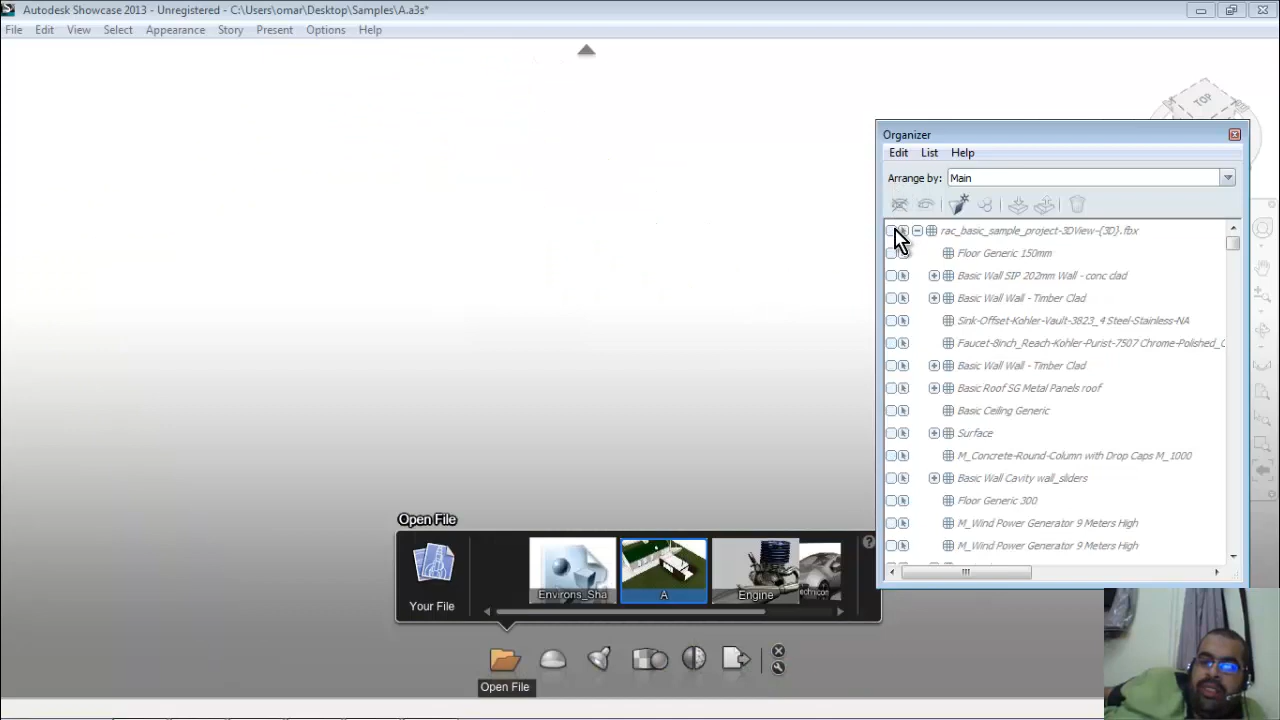 Autodesk Showcase 2013 - Unregistered - C:\Users\omar\Desktop\Samples\A.a3s*
File Edit View Select Appearance Story Present Options Help
TOP
Organizer
Edit List Help
Arrange by: Main
rac_basic_sample_project-3DView-{3D}.fbx
Floor Generic 150mm
Basic Wall SIP 202mm Wall - conc clad
Basic Wall Wall - Timber Clad
Sink-Offset-Kohler-Vault-3823_4 Steel-Stainless-NA
Faucet-8inch_Reach-Kohler-Purist-7507 Chrome-Polished_C
Basic Wall Wall - Timber Clad
Basic Roof SG Metal Panels roof
Basic Ceiling Generic
Surface
M_Concrete-Round-Column with Drop Caps M_1000
Basic Wall Cavity wall_sliders
Floor Generic 300
M_Wind Power Generator 9 Meters High
M_Wind Power Generator 9 Meters High
Open File
Your File
Environs_Sha
A
Engine
echnicon
Open File